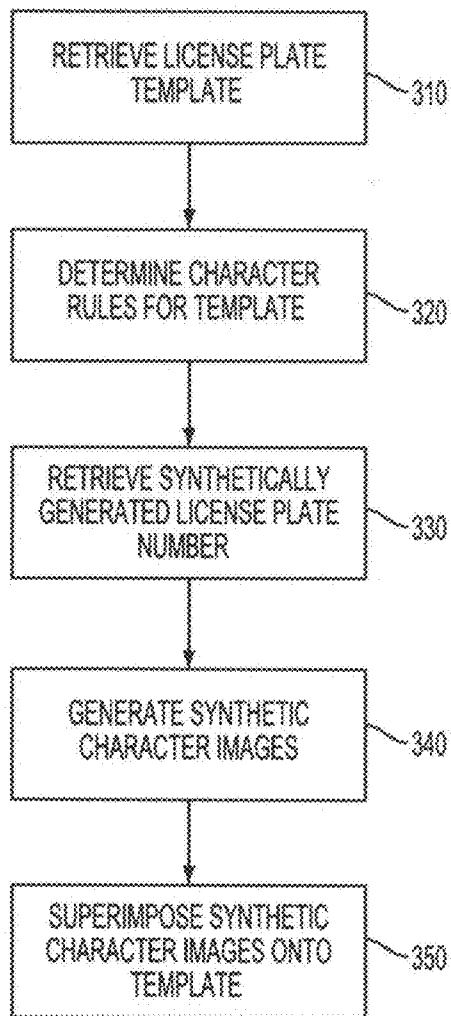 RETRIEVE LICENSE PLATE
TEMPLATE
310
DETERMINE CHARACTER
RULES FOR TEMPLATE
320
RETRIEVE SYNTHETICALLY
GENERATED LICENSE PLATE
NUMBER
330
GENERATE SYNTHETIC
CHARACTER IMAGES
340
SUPERIMPOSE SYNTHETIC
CHARACTER IMAGES ONTO
TEMPLATE
350